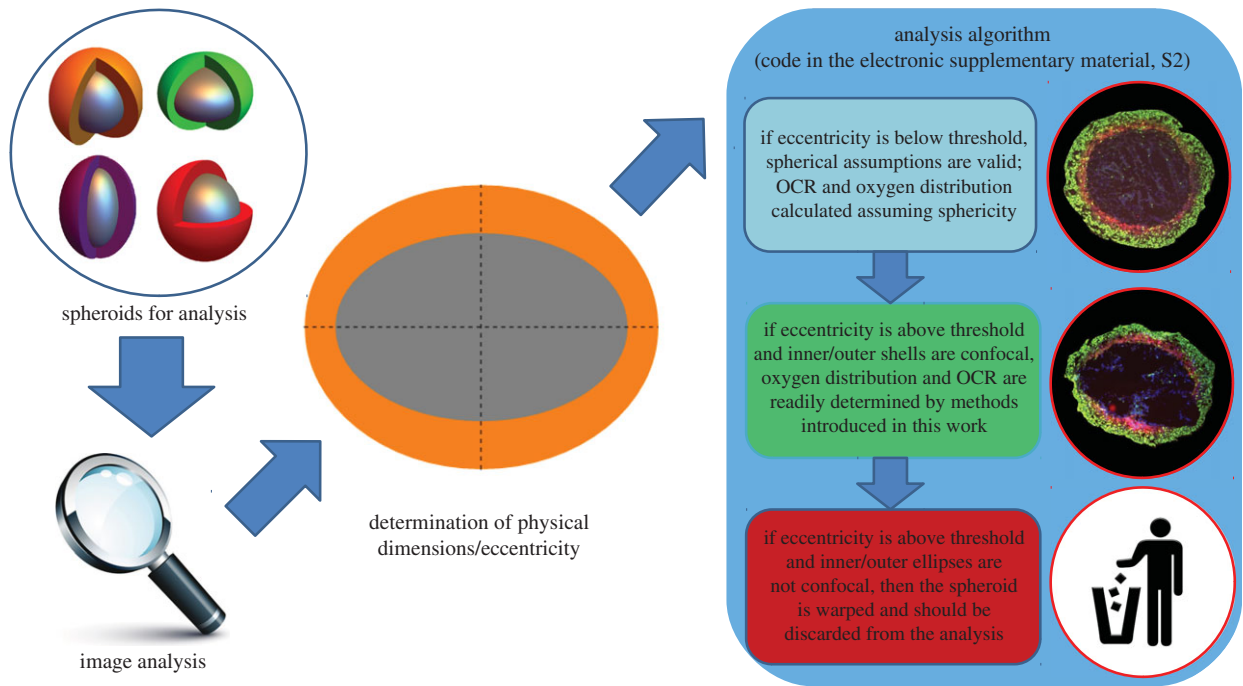 spheroids for analysis
image analysis
determination of physical
dimensions/eccentricity
analysis algorithm
(code in the electronic supplementary material, S2)
if eccentricity is below threshold,
spherical assumptions are valid;
OCR and oxygen distribution
calculated assuming sphericity
if eccentricity is above threshold
and inner/outer shells are confocal,
oxygen distribution and OCR are
readily determined by methods
introduced in this work
if eccentricity is above threshold
and inner/outer ellipses are
not confocal, then the spheroid
is warped and should be
discarded from the analysis